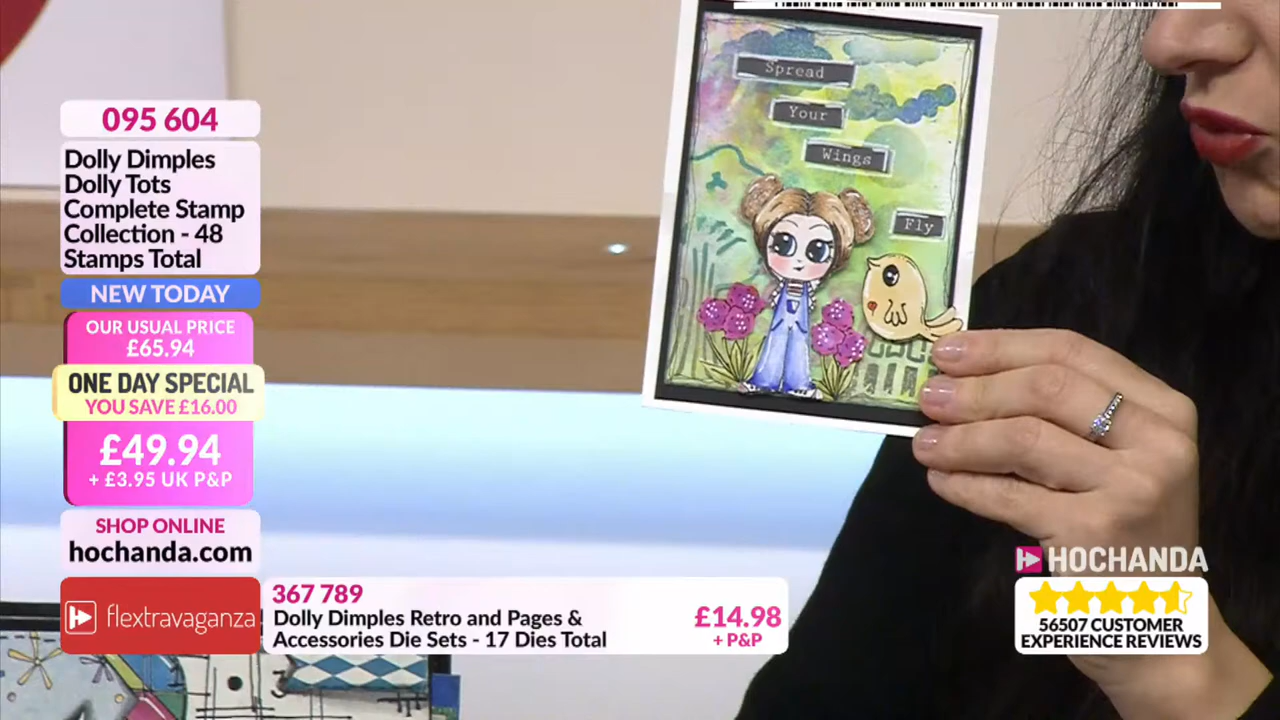 095 604
Dolly Dimples
Dolly Tots
Complete Stamp
Collection - 48
Stamps Total
NEW TODAY
OUR USUAL PRICE
£65.94
ONE DAY SPECIAL
YOU SAVE £16.00
£49.94
+ £3.95 UK P&P
SHOP ONLINE
hochanda.com
flextravaganza
367 789
Dolly Dimples Retro and Pages &
Accessories Die Sets - 17 Dies Total
£14.98
+ P&P
Spread
Your
Wings
Fly
HOCHANDA
56507 CUSTOMER
EXPERIENCE REVIEWS